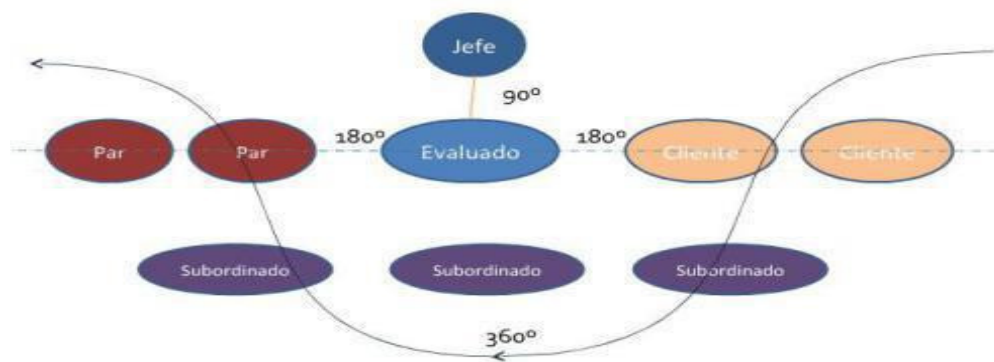 Jefe
90º
Par Par 180º Evaluado 180º Cliente Cliente
Subordinado Subordinado Subordinado
360º